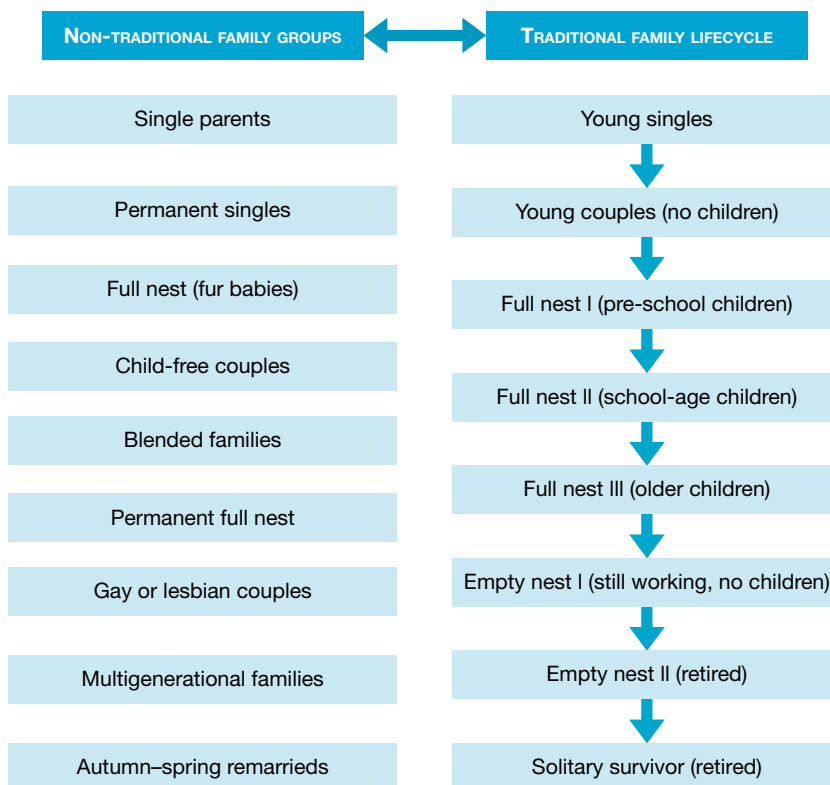 NON-TRADITIONAL FAMILY GROUPS
TRADITIONAL FAMILY LIFECYCLE
Single parents
Permanent singles
Full nest (fur babies)
Child-free couples
Blended families
Permanent full nest
Gay or lesbian couples
Multigenerational families
Autumn–spring remarrieds
Young singles
Young couples (no children)
Full nest I (pre-school children)
Full nest II (school-age children)
Full nest III (older children)
Empty nest I (still working, no children)
Empty nest II (retired)
Solitary survivor (retired)